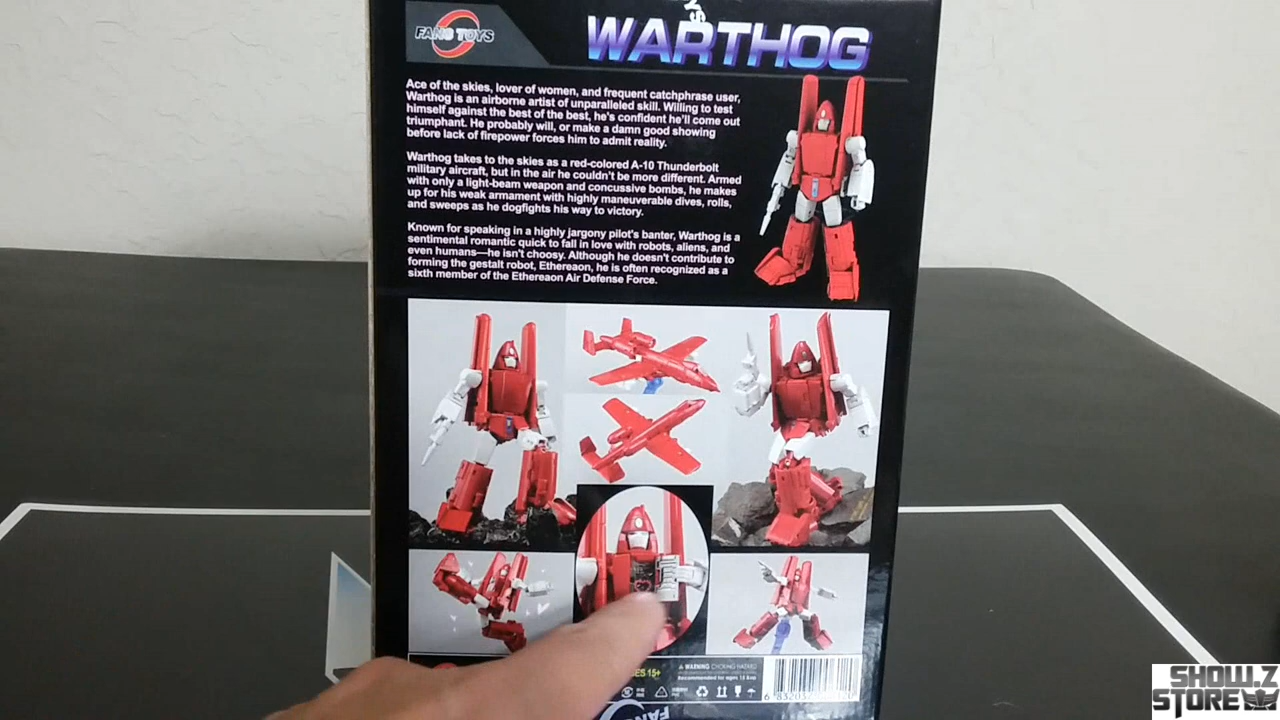 FANS TOYS
WARTHOG
Ace of the skies, lover of women, and frequent catchphrase user,
Warthog is an airborne artist of unparalleled skill. Willing to test
himself against the best of the best, he's confident he'll come out
triumphant. He probably will, or make a damn good showing
before lack of firepower forces him to admit reality.
Warthog takes to the skies as a red-colored A-10 Thunderbolt
military aircraft, but in the air he couldn't be more different. Armed
with only a light-beam weapon and concussive bombs, he makes
up for his weak armament with highly maneuverable dives, rolls,
and sweeps as he dogfights his way to victory.
Known for speaking in a highly jargony pilot's banter, Warthog is a
sentimental romantic quick to fall in love with robots, aliens, and
even humans—he isn't choosy. Although he doesn't contribute to
forming the gestalt robot, Ethereaon, he is often recognized as a
sixth member of the Ethereaon Air Defense Force.
15+
WARNING CHOKING HAZARD
Recommended for ages 15 &up
SHOW.Z
STORE